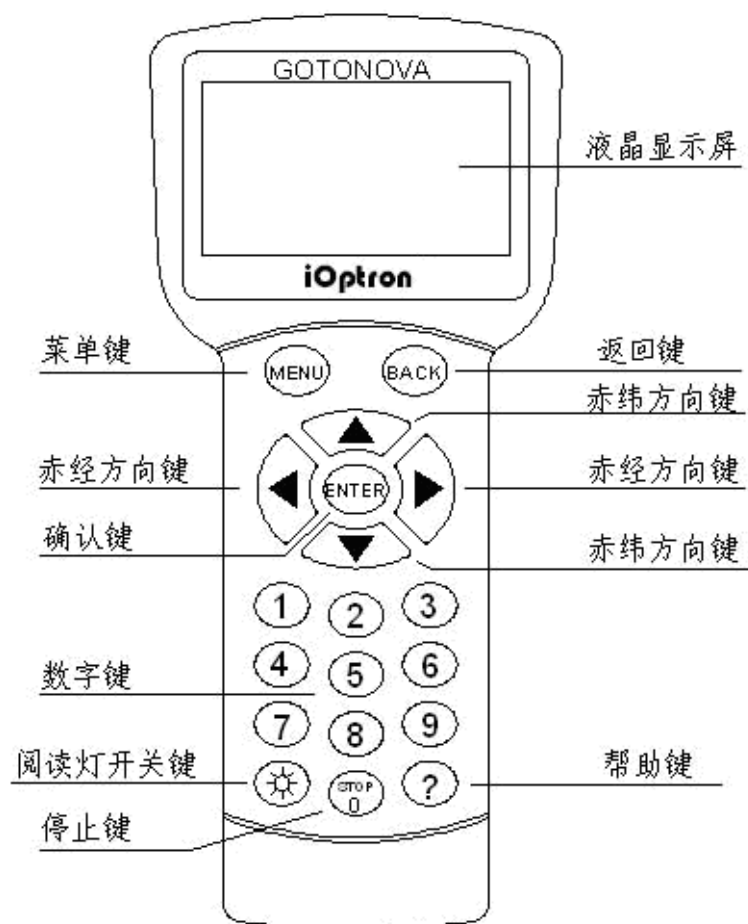 GOTONOVA
液晶显示屏
iOptron
菜单键
MENU
BACK
返回键
赤纬方向键
赤经方向键
ENTER
赤经方向键
确认键
赤纬方向键
1 2 3
4 5 6
数字键
7 8 9
阅读灯开关键
STOP
0
?
帮助键
停止键